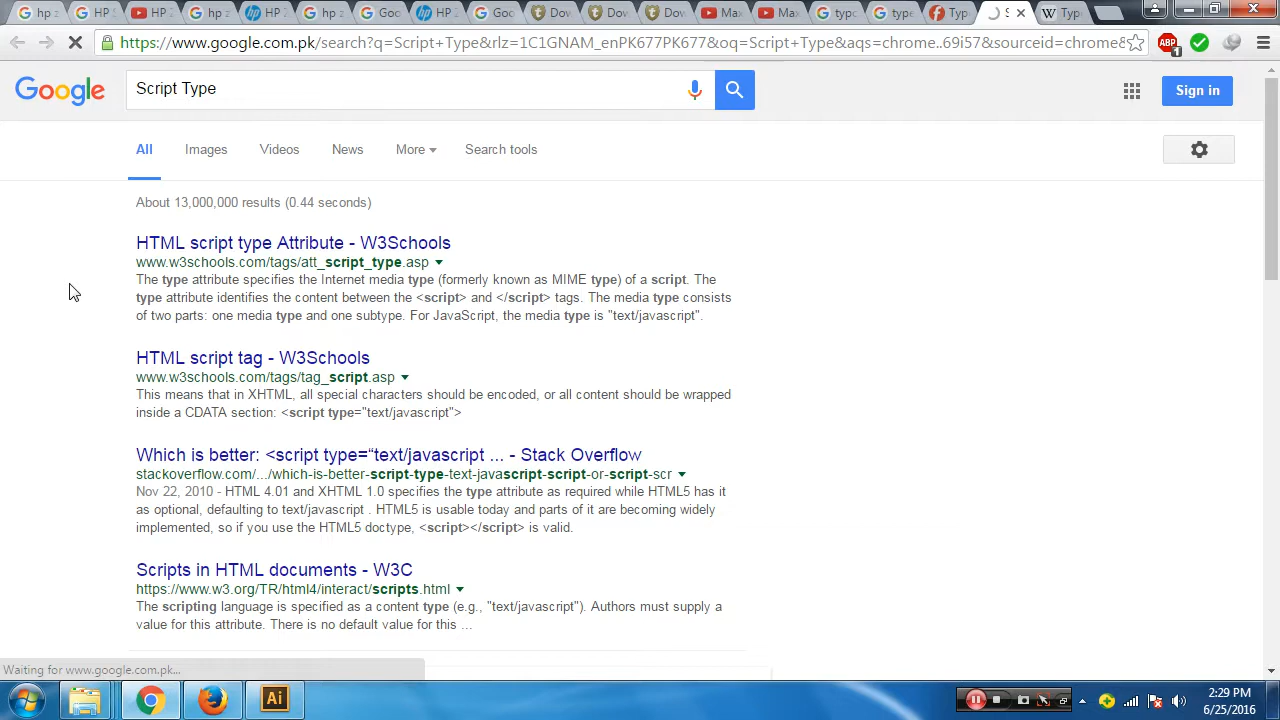 hp z
HP S
HP 2
hp z
HP Z
hp z
Goo
HP 2
Goo
Dov
Dov
Dov
Max
Max
typo
type
Typ
S
Typ
https://www.google.com.pk/search?q=Script+Type&rlz=1C1GNAM_enPK677PK677&oq=Script+Type&aqs=chrome..69i57&sourceid=chrome&
ABP
1
Google
Script Type
Sign in
All
Images
Videos
News
More
Search tools
About 13,000,000 results (0.44 seconds)
HTML script type Attribute - W3Schools
www.w3schools.com/tags/att_script_type.asp
The type attribute specifies the Internet media type (formerly known as MIME type) of a script. The
type attribute identifies the content between the <script> and </script> tags. The media type consists
of two parts: one media type and one subtype. For JavaScript, the media type is "text/javascript".
HTML script tag - W3Schools
www.w3schools.com/tags/tag_script.asp
This means that in XHTML, all special characters should be encoded, or all content should be wrapped
inside a CDATA section: <script type="text/javascript">
Which is better: <script type=“text/javascript ... - Stack Overflow
stackoverflow.com/.../which-is-better-script-type-text-javascript-script-or-script-scr
Nov 22, 2010 - HTML 4.01 and XHTML 1.0 specifies the type attribute as required while HTML5 has it
as optional, defaulting to text/javascript . HTML5 is usable today and parts of it are becoming widely
implemented, so if you use the HTML5 doctype, <script></script> is valid.
Scripts in HTML documents - W3C
https://www.w3.org/TR/html4/interact/scripts.html
The scripting language is specified as a content type (e.g., "text/javascript"). Authors must supply a
value for this attribute. There is no default value for this ...
Waiting for www.google.com.pk...
Ai
2:29 PM
6/25/2016